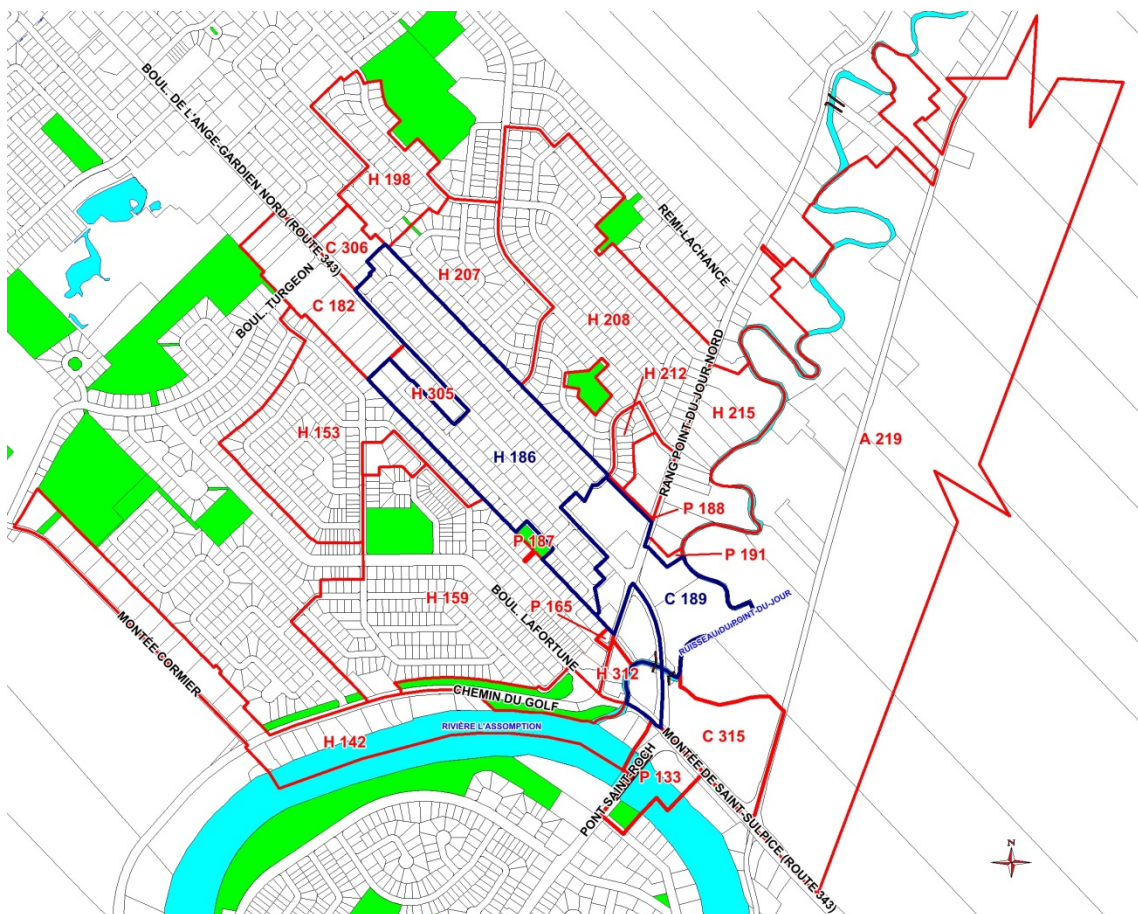 BOUL. DE L'ANGE-GARDIEN NORD (ROUTE 343)
H 198
C 306
H 207
REMI-LACHANCE
BOUL. TURGEON
C 182
H 208
RANG POINT-DU-JOUR NORD
H 305
H 212
H 215
H 153
A 219
H 186
P 188
P 187
P 191
H 159
BOUL. LAFORTUNE
P 165
C 189
RUISSEAU DU POINT-DU-JOUR
MONTÉE CORMIER
H 312
CHEMIN DU GOLF
RIVIÈRE L'ASSOMPTION
H 142
C 315
P 133
PONT SAINT-ROCH
MONTÉE DE SAINT-SULPICE (ROUTE 343)
N